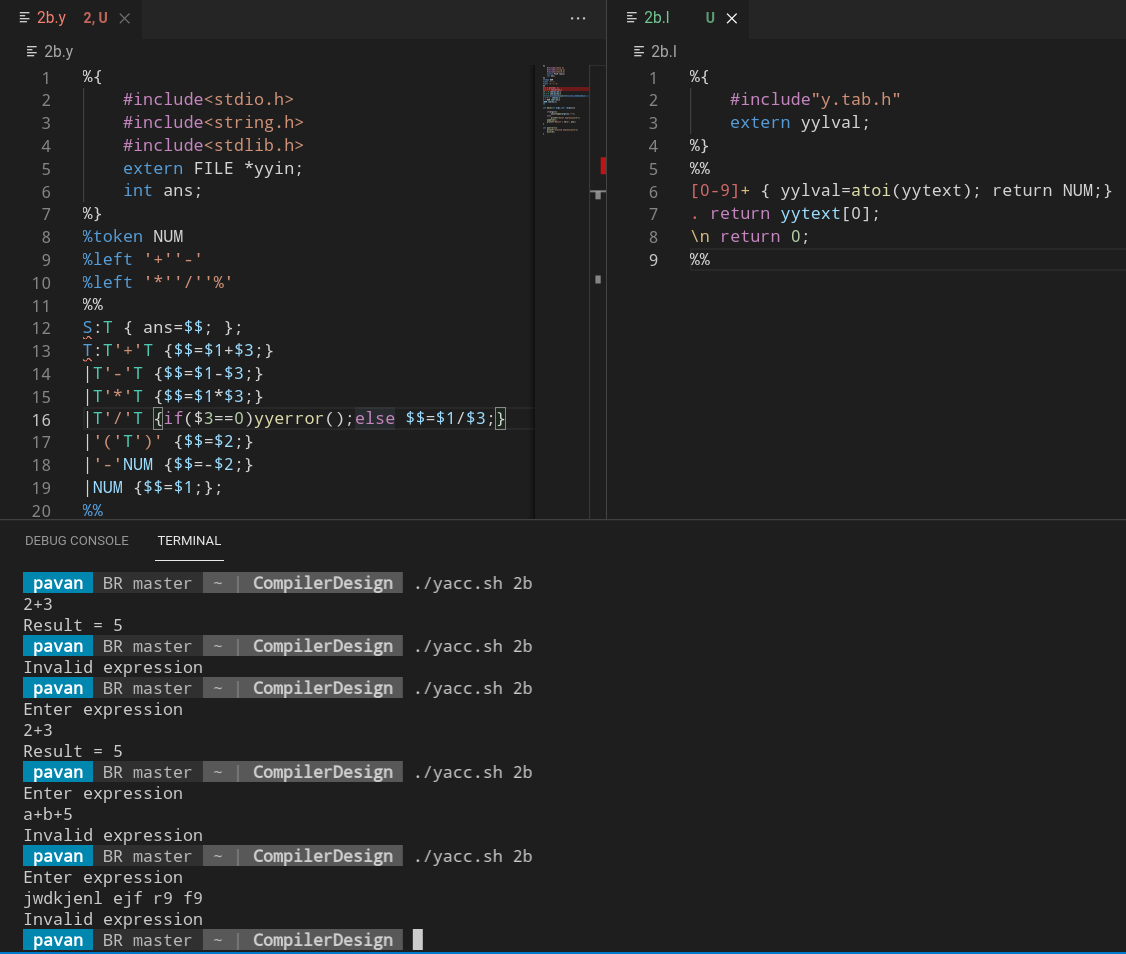 2b.y 2, U
2b.y
1 %{
2 #include<stdio.h>
3 #include<string.h>
4 #include<stdlib.h>
5 extern FILE *yyin;
6 int ans;
7 %}
8 %token NUM
9 %left '+''-'
10 %left '*''/''%'
11 %%
12 S:T { ans=$$; };
13 T:T'+'T {$$=$1+$3;}
14 |T'-'T {$$=$1-$3;}
15 |T'*'T {$$=$1*$3;}
16 |T'/'T {if($3==0)yyerror();else $$=$1/$3;}
17 |'('T')' {$$=$2;}
18 |'-'NUM {$$=-$2;}
19 |NUM {$$=$1;};
20 %%
2b.l U
2b.l
1 %{
2 #include"y.tab.h"
3 extern yylval;
4 %}
5 %%
6 [0-9]+ { yylval=atoi(yytext); return NUM;}
7 . return yytext[0];
8 \n return 0;
9 %%
DEBUG CONSOLE TERMINAL
pavan BR master ~ | CompilerDesign ./yacc.sh 2b
2+3
Result = 5
pavan BR master ~ | CompilerDesign ./yacc.sh 2b
Invalid expression
pavan BR master ~ | CompilerDesign ./yacc.sh 2b
Enter expression
2+3
Result = 5
pavan BR master ~ | CompilerDesign ./yacc.sh 2b
Enter expression
a+b+5
Invalid expression
pavan BR master ~ | CompilerDesign ./yacc.sh 2b
Enter expression
jwdkjenl ejf r9 f9
Invalid expression
pavan BR master ~ | CompilerDesign